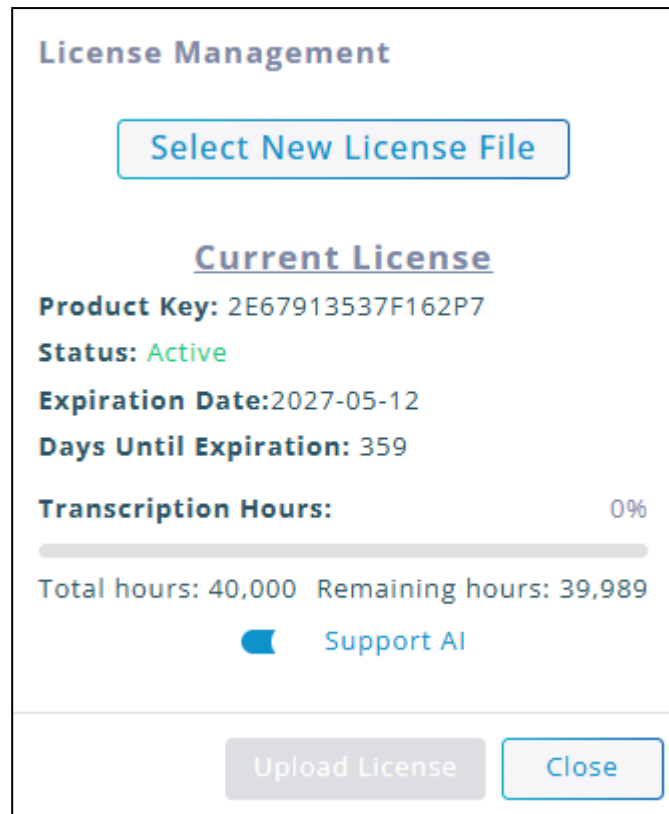 License Management
Select New License File
Current License
Product Key: 2E67913537F162P7
Status: Active
Expiration Date:2027-05-12
Days Until Expiration: 359
Transcription Hours: 0%
Total hours: 40,000 Remaining hours: 39,989
Support AI
Upload License Close